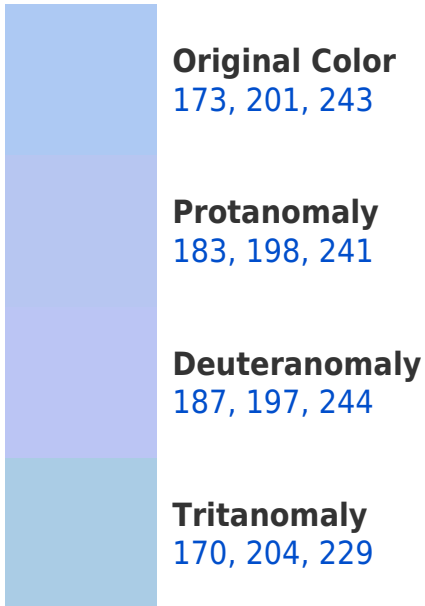 Original Color
173, 201, 243
Protanomaly
183, 198, 241
Deuteranomaly
187, 197, 244
Tritanomaly
170, 204, 229